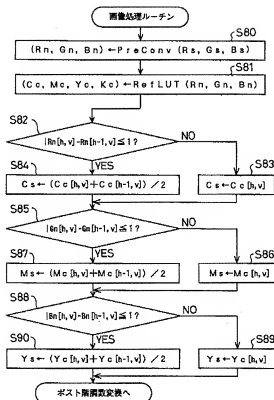 画像処理ルーチン
S80
(Rn, Gn, Bn)←PreConv (Rs, Gs, Bs)
S81
(Cc, Mc, Yc, Kc)←RefLUT (Rn, Gn, Bn)
S82
|Rn[h,v]-Rn[h-1,v]|≦1?
NO
YES
S84
S83
Cs←(Cc[h,v]+Cc[h-1,v])/2
Cs←Cc[h,v]
S85
|Gn[h,v]-Gn[h-1,v]|≦1?
NO
YES
S87
S86
Ms←(Mc[h,v]+Mc[h-1,v])/2
Ms←Mc[h,v]
S88
|Bn[h,v]-Bn[h-1,v]|≦1?
NO
YES
S90
S89
Ys←(Yc[h,v]+Yc[h-1,v])/2
Ys←Yc[h,v]
ポスト階調数変換へ